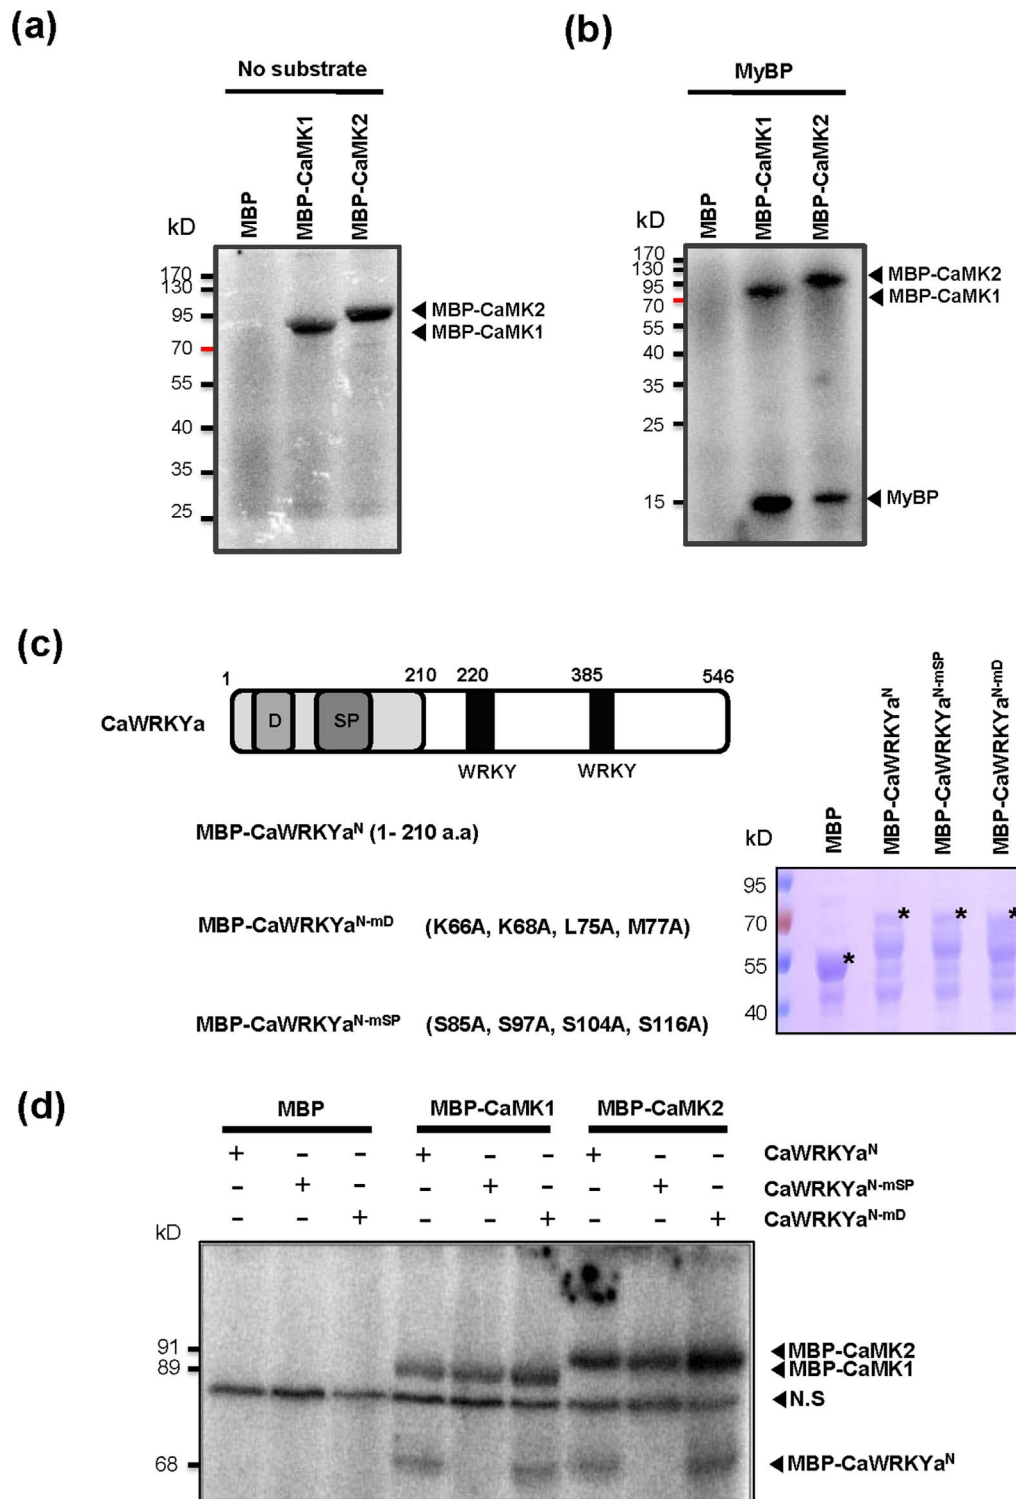 (a)
No substrate
MBP
MBP-CaMK1
MBP-CaMK2
kD
170
130
95
70
55
40
35
25
MBP-CaMK2
MBP-CaMK1
(b)
MyBP
MBP
MBP-CaMK1
MBP-CaMK2
kD
170
130
95
70
55
40
35
25
15
MBP-CaMK2
MBP-CaMK1
MyBP
(c)
1 210 220 385 546
CaWRKYa D SP
WRKY WRKY
MBP-CaWRKYaᴺ (1- 210 a.a)
MBP-CaWRKYaᴺ⁻ᵐᴰ (K66A, K68A, L75A, M77A)
MBP-CaWRKYaᴺ⁻ᵐˢᴾ (S85A, S97A, S104A, S116A)
MBP
MBP-CaWRKYaᴺ
MBP-CaWRKYaᴺ⁻ᵐˢᴾ
MBP-CaWRKYaᴺ⁻ᵐᴰ
kD
95
70 * * *
55 *
40
(d)
MBP MBP-CaMK1 MBP-CaMK2
+ – – + – – + – – CaWRKYaᴺ
– + – – + – – + – CaWRKYaᴺ⁻ᵐˢᴾ
– – + – – + – – + CaWRKYaᴺ⁻ᵐᴰ
kD
91 MBP-CaMK2
89 MBP-CaMK1
N.S
68 MBP-CaWRKYaᴺ